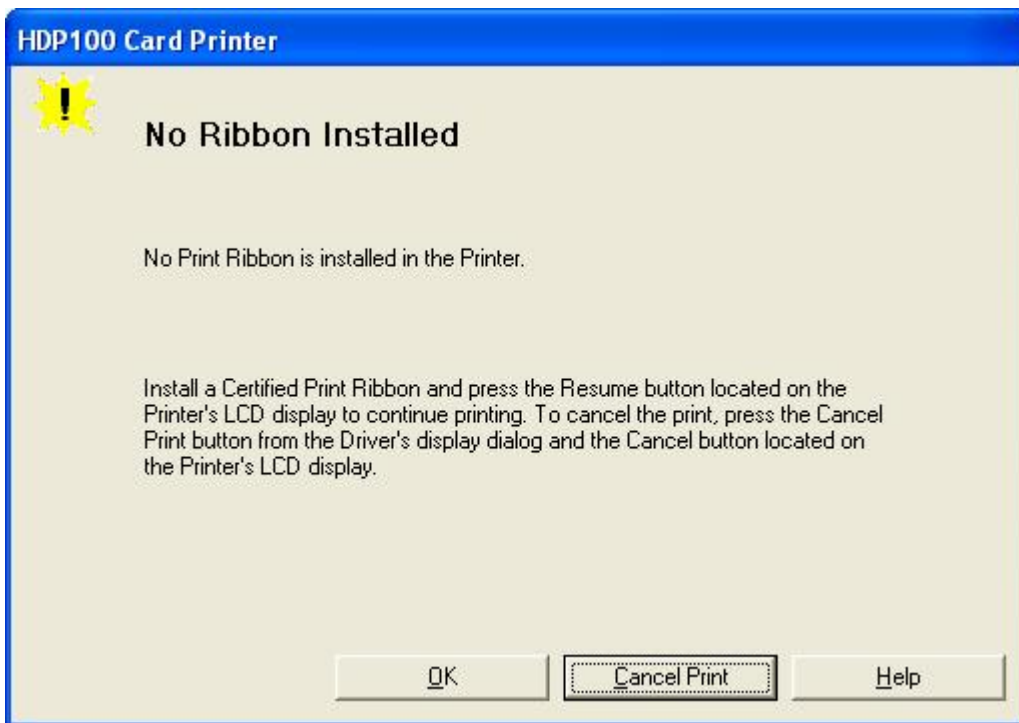 HDP100 Card Printer
No Ribbon Installed
No Print Ribbon is installed in the Printer.
Install a Certified Print Ribbon and press the Resume button located on the
Printer's LCD display to continue printing. To cancel the print, press the Cancel
Print button from the Driver's display dialog and the Cancel button located on
the Printer's LCD display.
OK Cancel Print Help